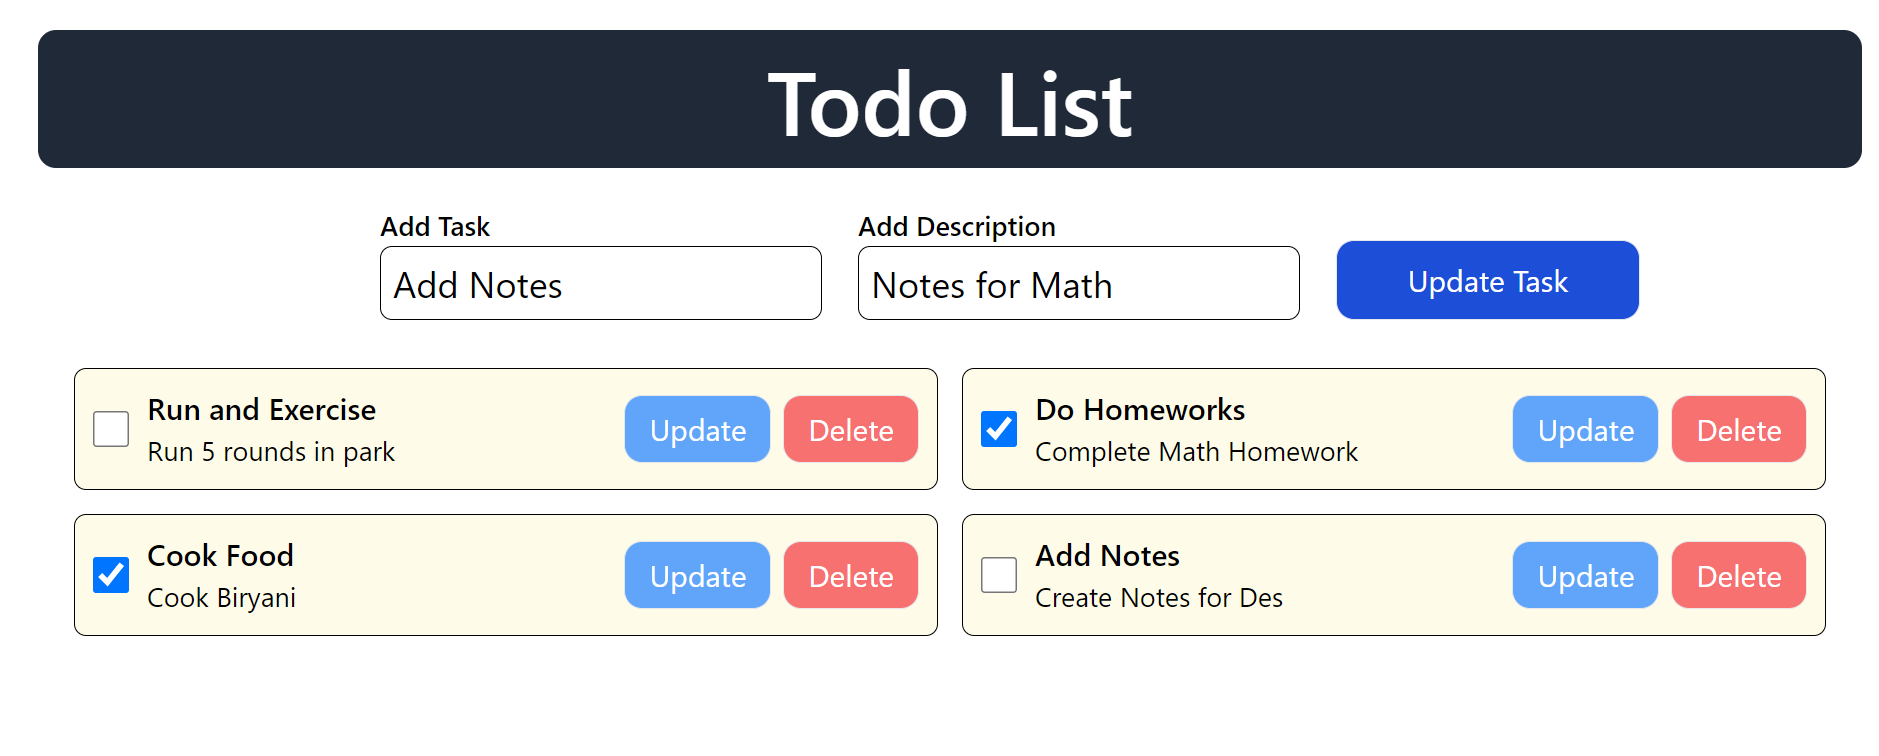 Todo List
Add Task
Add Description
Add Notes
Notes for Math
Update Task
Run and Exercise
Run 5 rounds in park
Update
Delete
Do Homeworks
Complete Math Homework
Update
Delete
Cook Food
Cook Biryani
Update
Delete
Add Notes
Create Notes for Des
Update
Delete